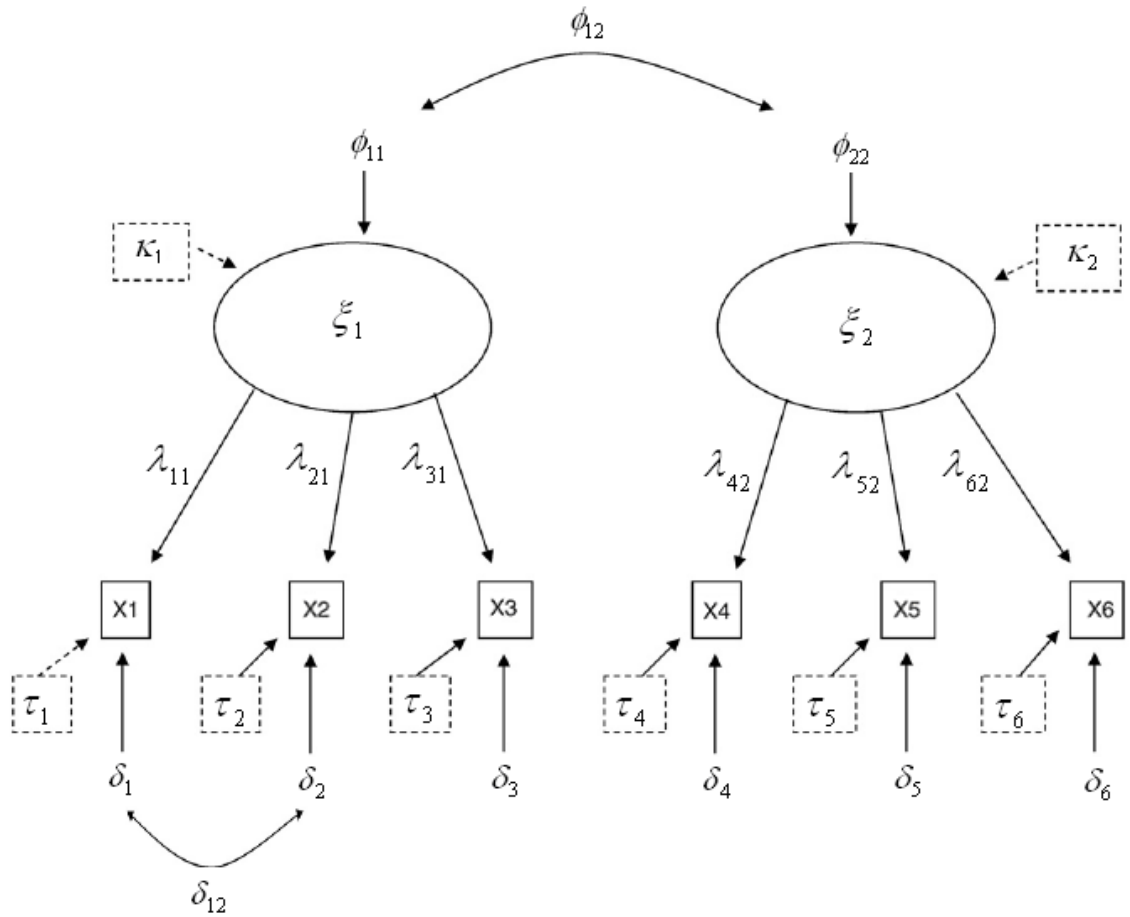 ϕ₁₂
ϕ₁₁ ϕ₂₂
κ₁ κ₂
ξ₁ ξ₂
λ₁₁ λ₂₁ λ₃₁ λ₄₂ λ₅₂ λ₆₂
X1 X2 X3 X4 X5 X6
τ₁ τ₂ τ₃ τ₄ τ₅ τ₆
δ₁ δ₂ δ₃ δ₄ δ₅ δ₆
δ₁₂